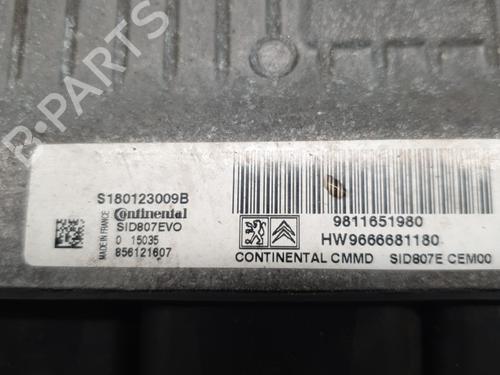 B-PARTS
S180123009B
Continental
SID807EVO
0 15035
856121607
MADE IN FRANCE
9811651980
HW9666681180
CONTINENTAL CMMD SID807E CEM00